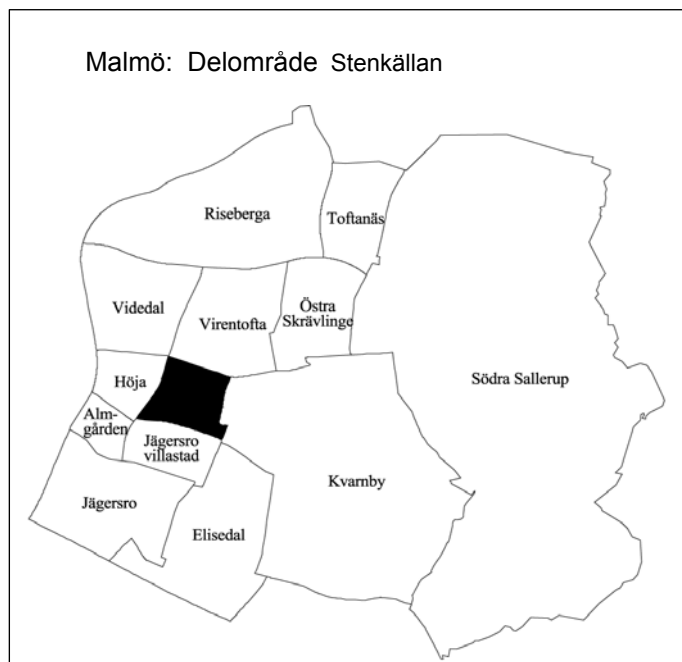 Malmö: Delområde Stenkällan
Riseberga
Toftanäs
Videdal
Virentofta
Östra
Skrävlinge
Södra Sallerup
Höja
Alm-
gården
Jägersro
villastad
Kvarnby
Jägersro
Elisedal